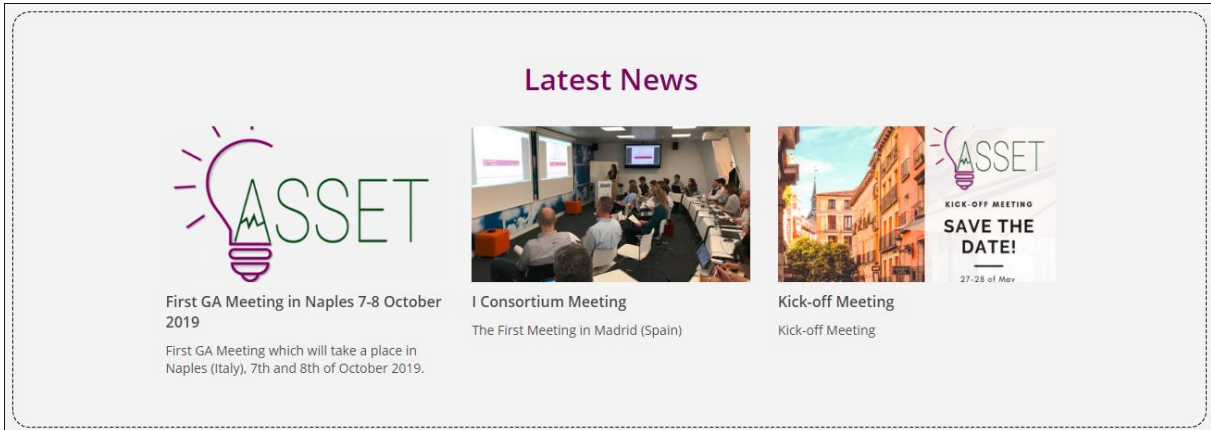 Latest News
ASSET
First GA Meeting in Naples 7-8 October
2019
First GA Meeting which will take a place in
Naples (Italy), 7th and 8th of October 2019.
I Consortium Meeting
The First Meeting in Madrid (Spain)
ASSET
KICK-OFF MEETING
SAVE THE
DATE!
27-28 of May
Kick-off Meeting
Kick-off Meeting